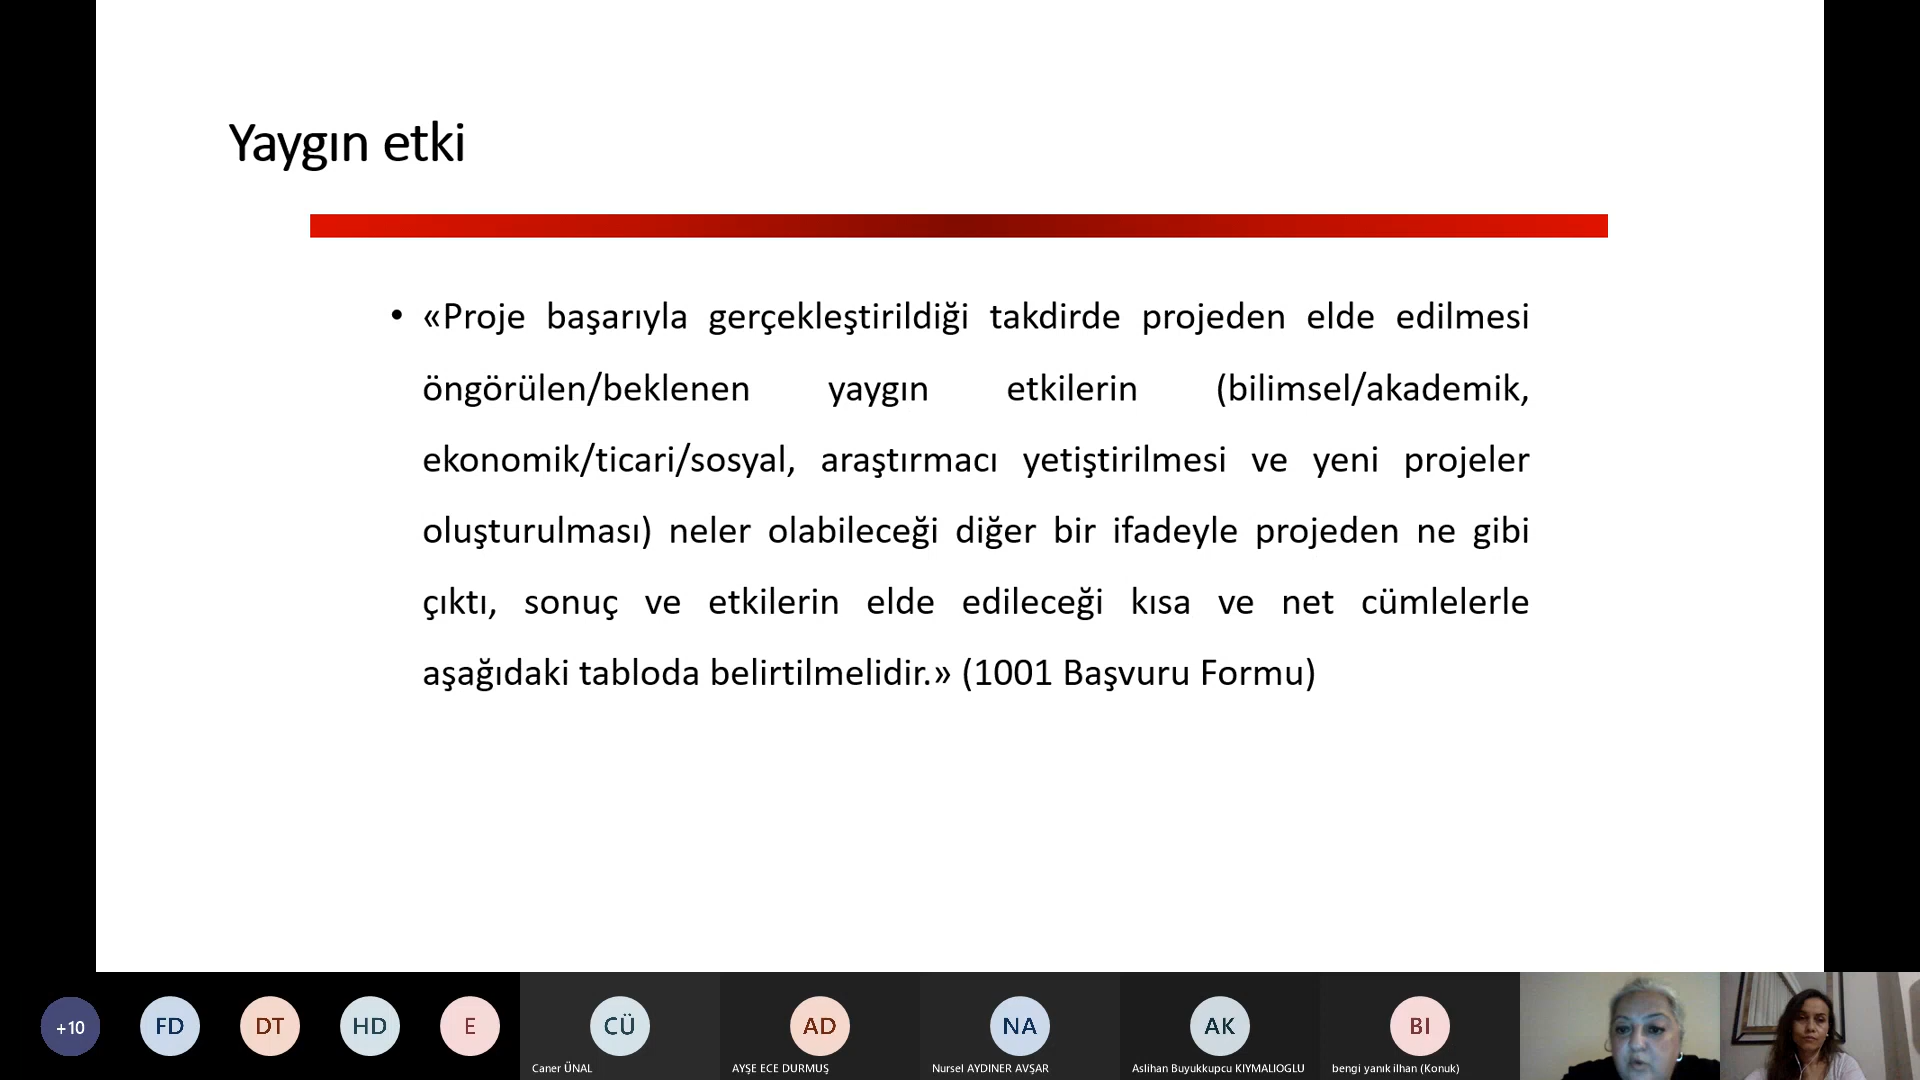 Yaygın etki
• «Proje başarıyla gerçekleştirildiği takdirde projeden elde edilmesi
öngörülen/beklenen yaygın etkilerin (bilimsel/akademik,
ekonomik/ticari/sosyal, araştırmacı yetiştirilmesi ve yeni projeler
oluşturulması) neler olabileceği diğer bir ifadeyle projeden ne gibi
çıktı, sonuç ve etkilerin elde edileceği kısa ve net cümlelerle
aşağıdaki tabloda belirtilmelidir.» (1001 Başvuru Formu)
+10
FD
DT
HD
E
CÜ
Caner ÜNAL
AD
AYŞE ECE DURMUŞ
NA
Nursel AYDINER AVŞAR
AK
Aslihan Buyukkupcu KIYMALIOGLU
BI
bengi yanık ilhan (Konuk)